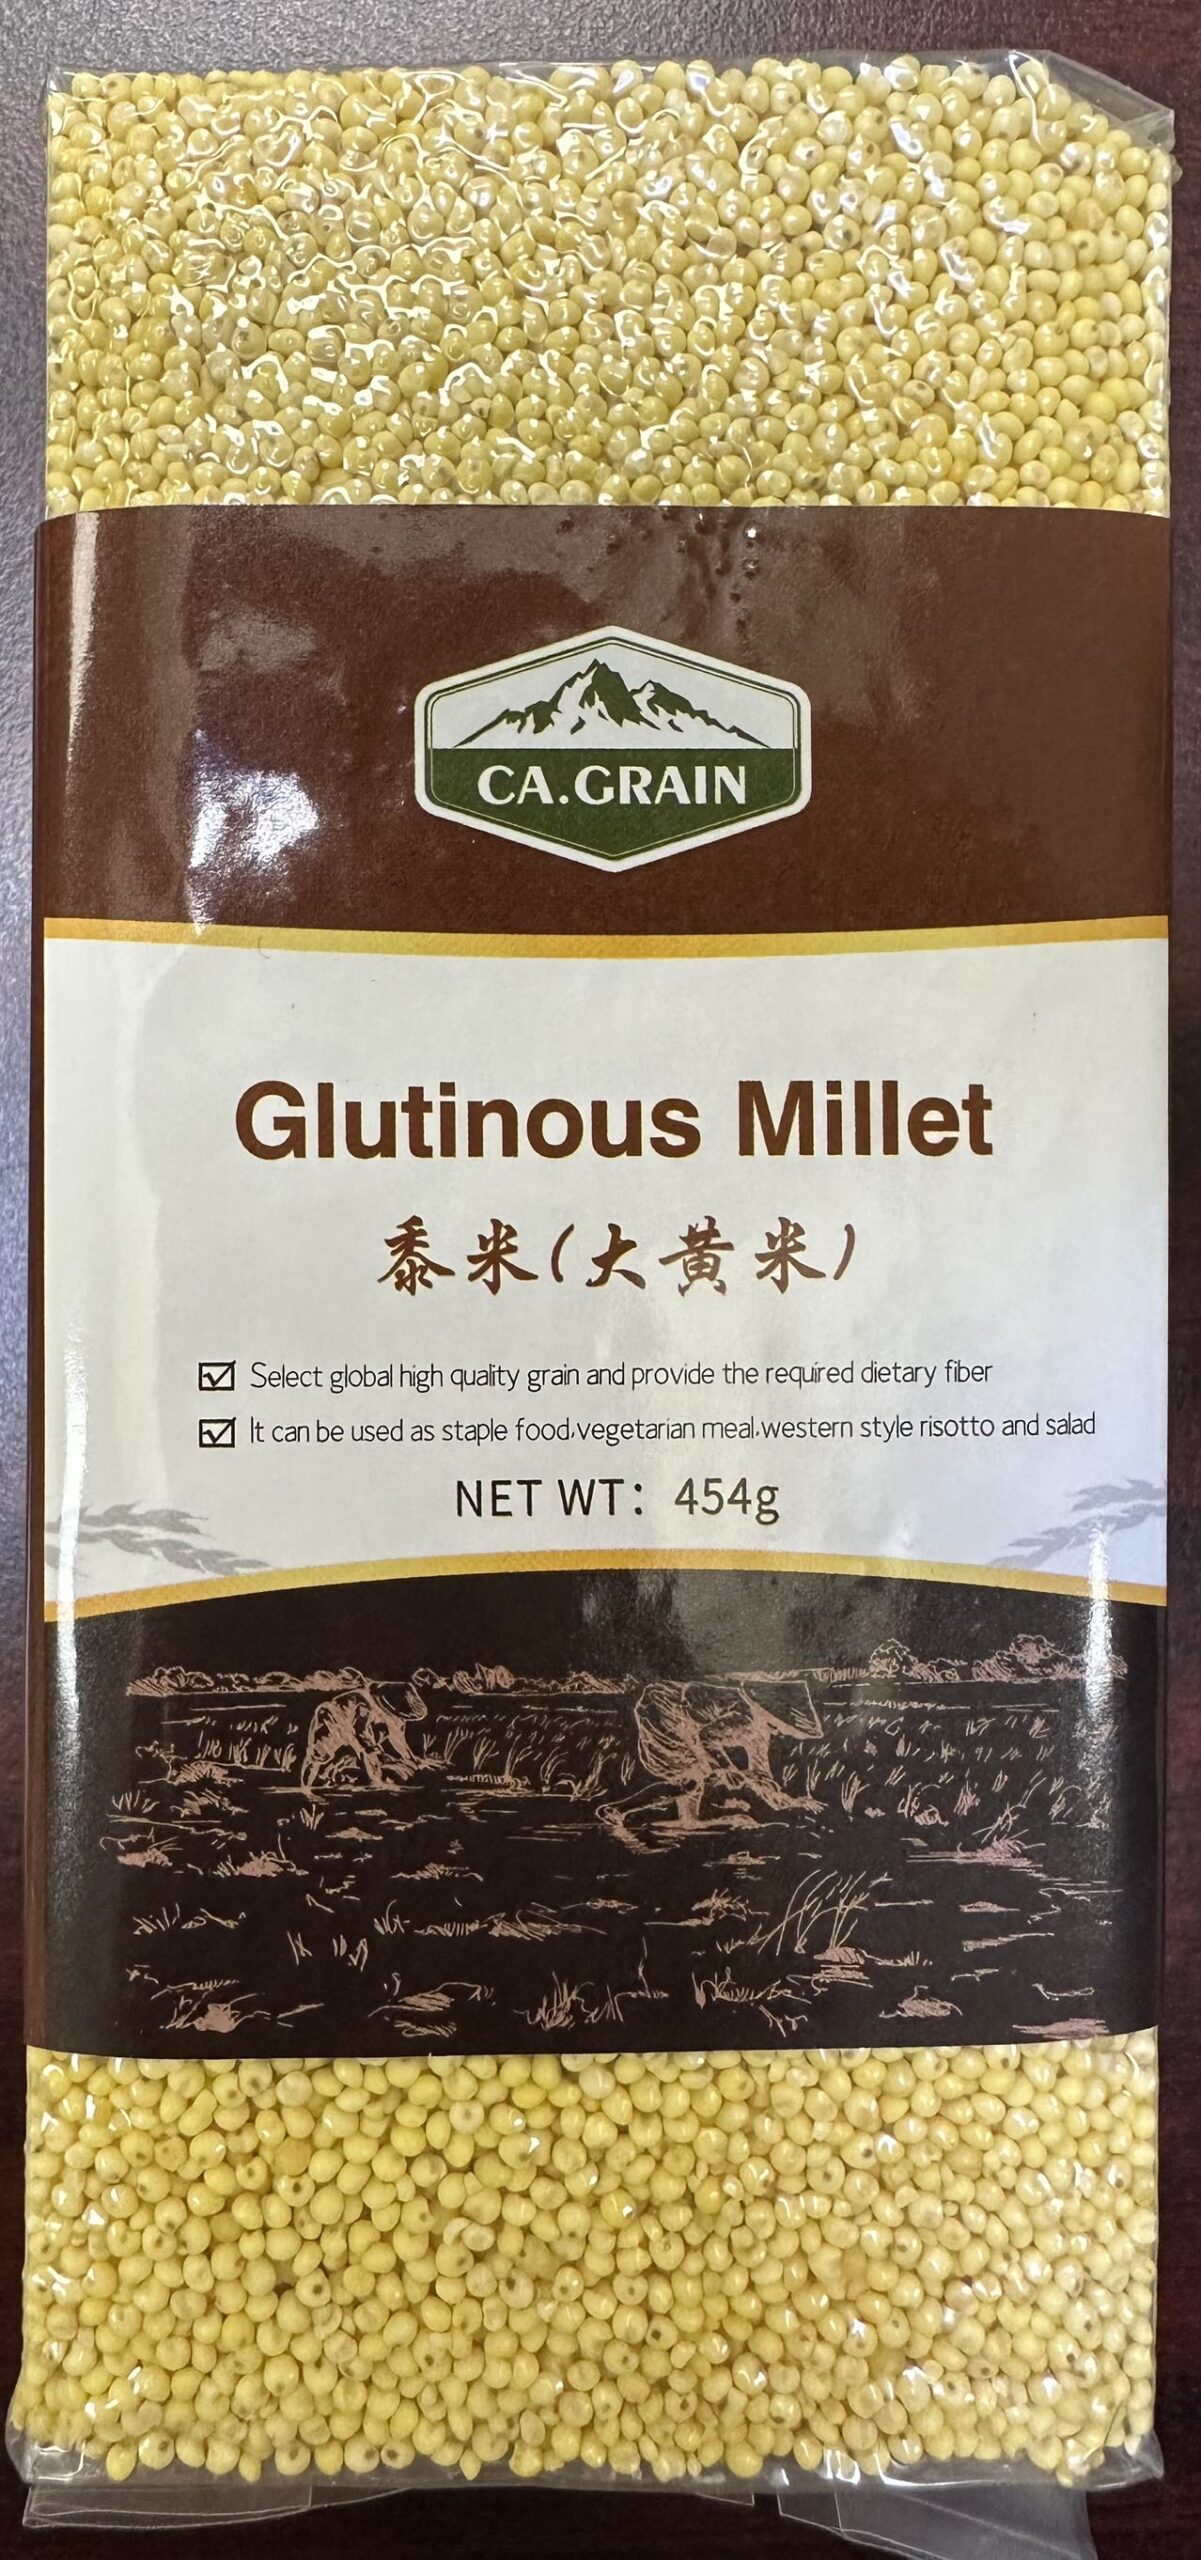 CA.GRAIN
Glutinous Millet
黍米(大黄米)
Select global high quality grain and provide the required dietary fiber
It can be used as staple food,vegetarian meal,western style risotto and salad
NET WT: 454g